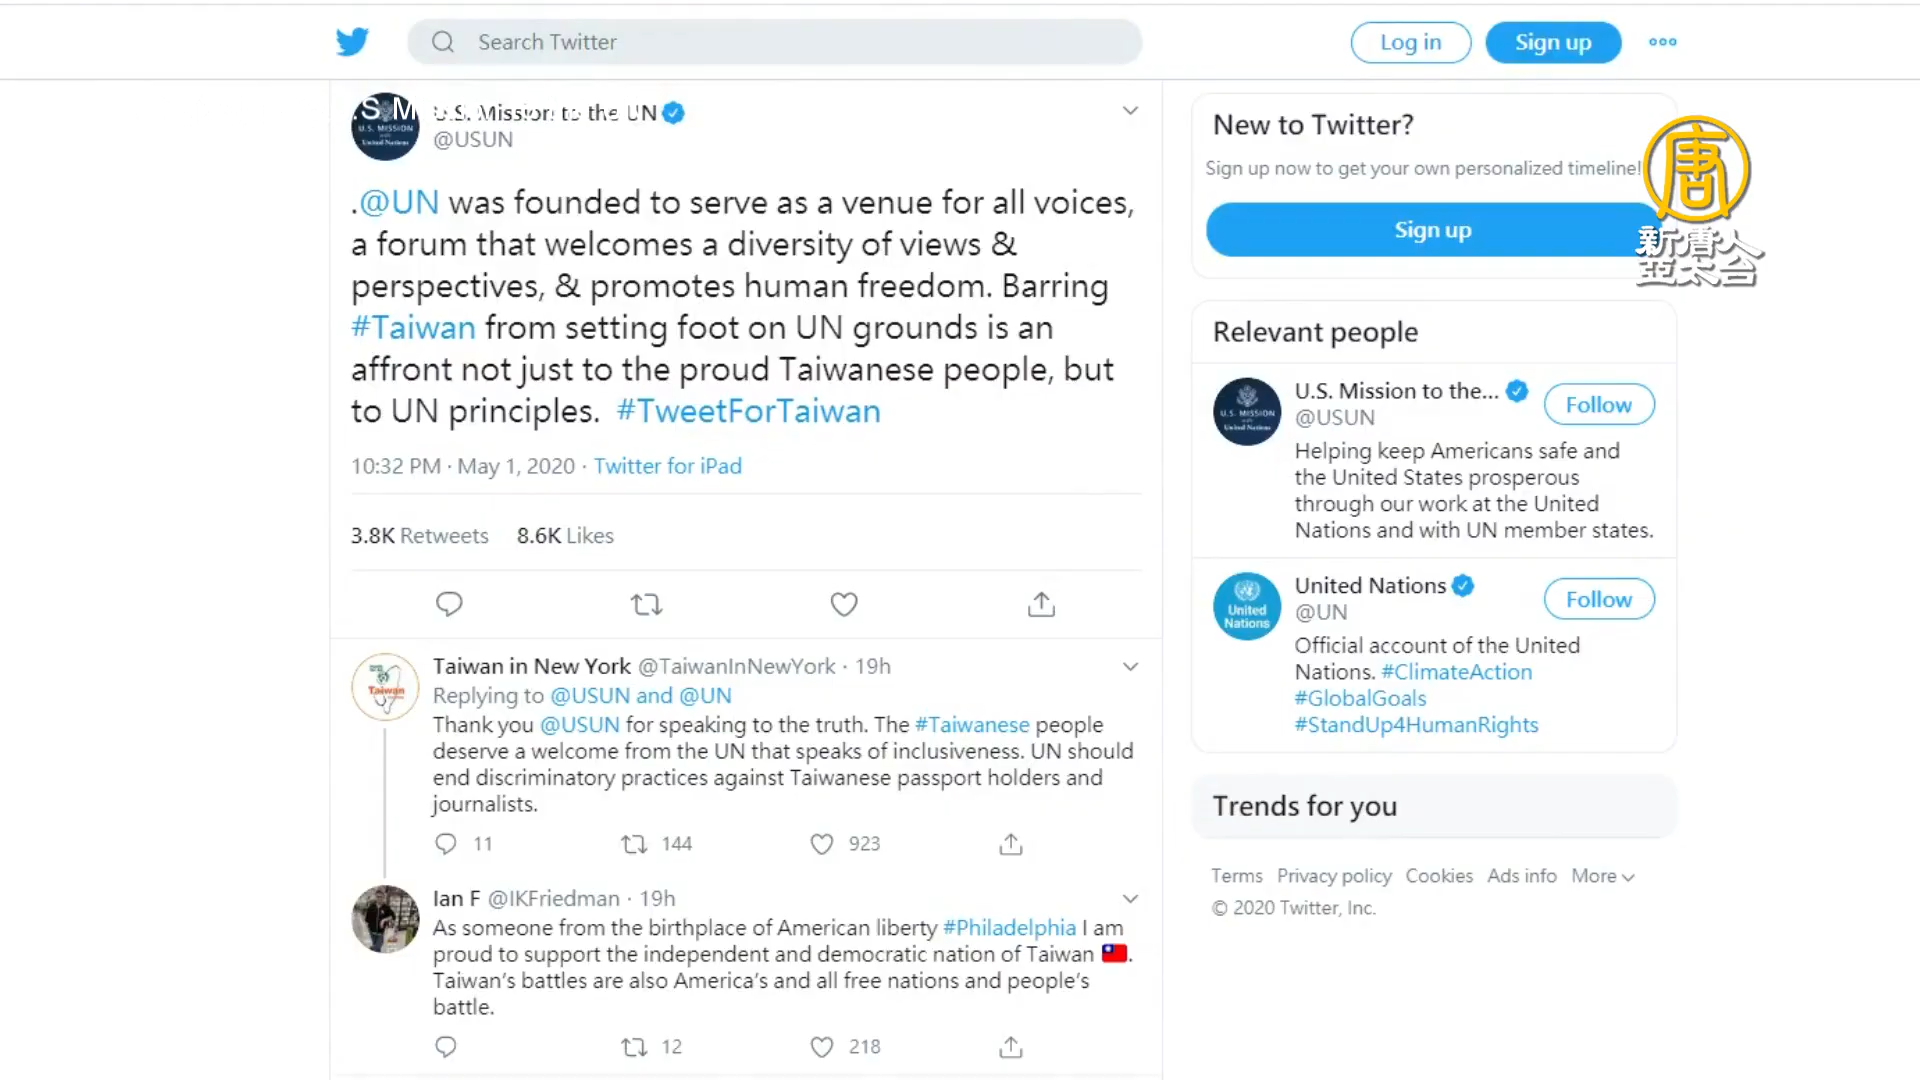 Search Twitter
Log in
Sign up
U.S. Mission to the UN
@USUN
.@UN was founded to serve as a venue for all voices,
a forum that welcomes a diversity of views &
perspectives, & promotes human freedom. Barring
#Taiwan from setting foot on UN grounds is an
affront not just to the proud Taiwanese people, but
to UN principles. #TweetForTaiwan
10:32 PM · May 1, 2020 · Twitter for iPad
3.8K Retweets 8.6K Likes
Taiwan in New York @TaiwanInNewYork · 19h
Replying to @USUN and @UN
Thank you @USUN for speaking to the truth. The #Taiwanese people
deserve a welcome from the UN that speaks of inclusiveness. UN should
end discriminatory practices against Taiwanese passport holders and
journalists.
11 144 923
Taiwan
Ian F @IKFriedman · 19h
As someone from the birthplace of American liberty #Philadelphia I am
proud to support the independent and democratic nation of Taiwan 🇹🇼.
Taiwan's battles are also America's and all free nations and people's
battle.
12 218
New to Twitter?
Sign up now to get your own personalized timeline!
Sign up
唐
新唐人
亞太台
Relevant people
U.S. MISSION
United Nations
U.S. Mission to the...
@USUN
Follow
Helping keep Americans safe and
the United States prosperous
through our work at the United
Nations and with UN member states.
United
Nations
United Nations
@UN
Follow
Official account of the United
Nations. #ClimateAction
#GlobalGoals
#StandUp4HumanRights
Trends for you
Terms Privacy policy Cookies Ads info More
© 2020 Twitter, Inc.